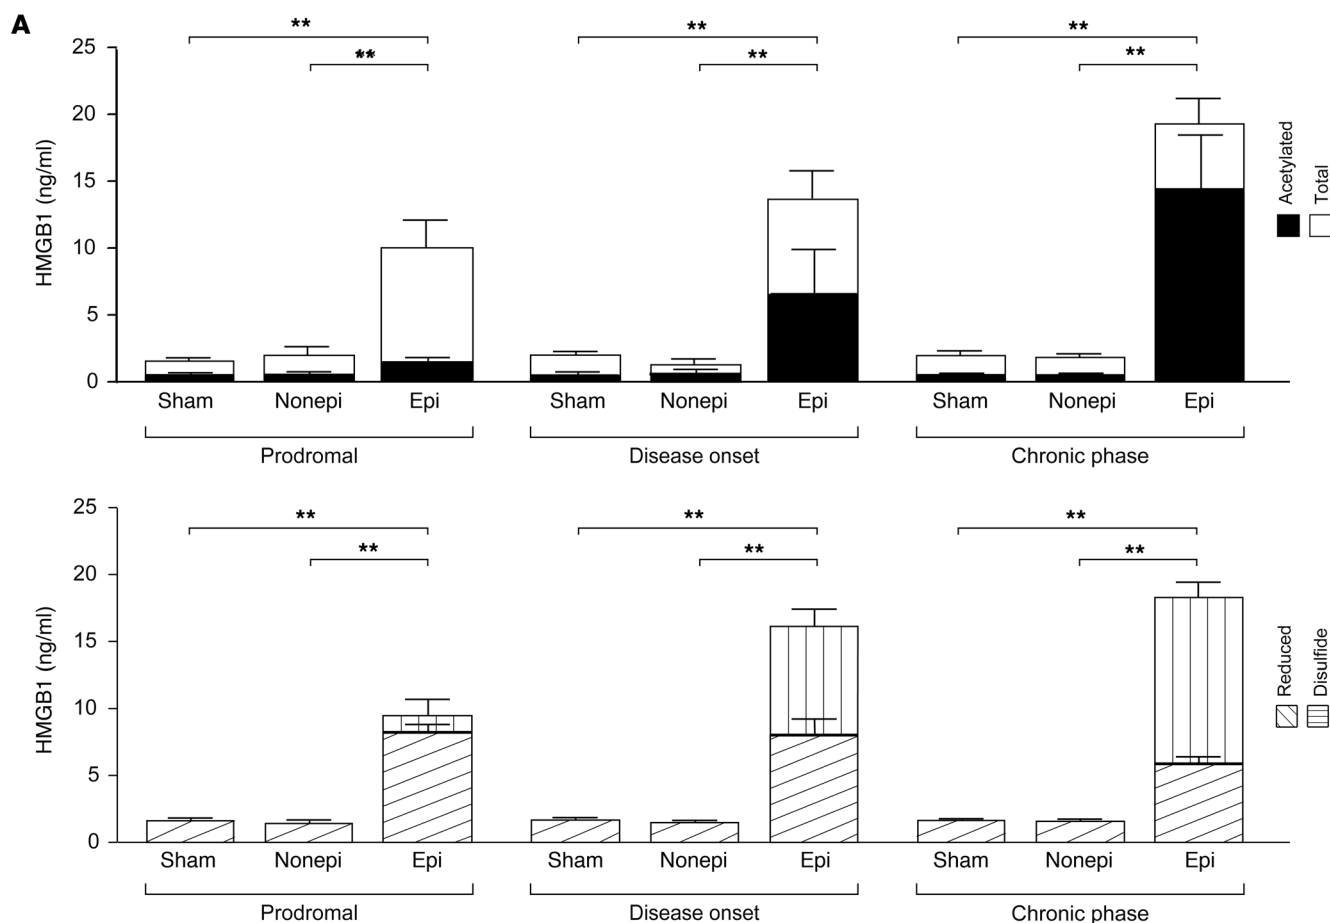 A
** ** **
** ** **
25
20
15
10
5
0
HMGB1 (ng/ml)
Acetylated
Total
Sham Nonepi Epi Sham Nonepi Epi Sham Nonepi Epi
Prodromal Disease onset Chronic phase
25
20
15
10
5
0
HMGB1 (ng/ml)
** ** **
** ** **
Reduced
Disulfide
Sham Nonepi Epi Sham Nonepi Epi Sham Nonepi Epi
Prodromal Disease onset Chronic phase